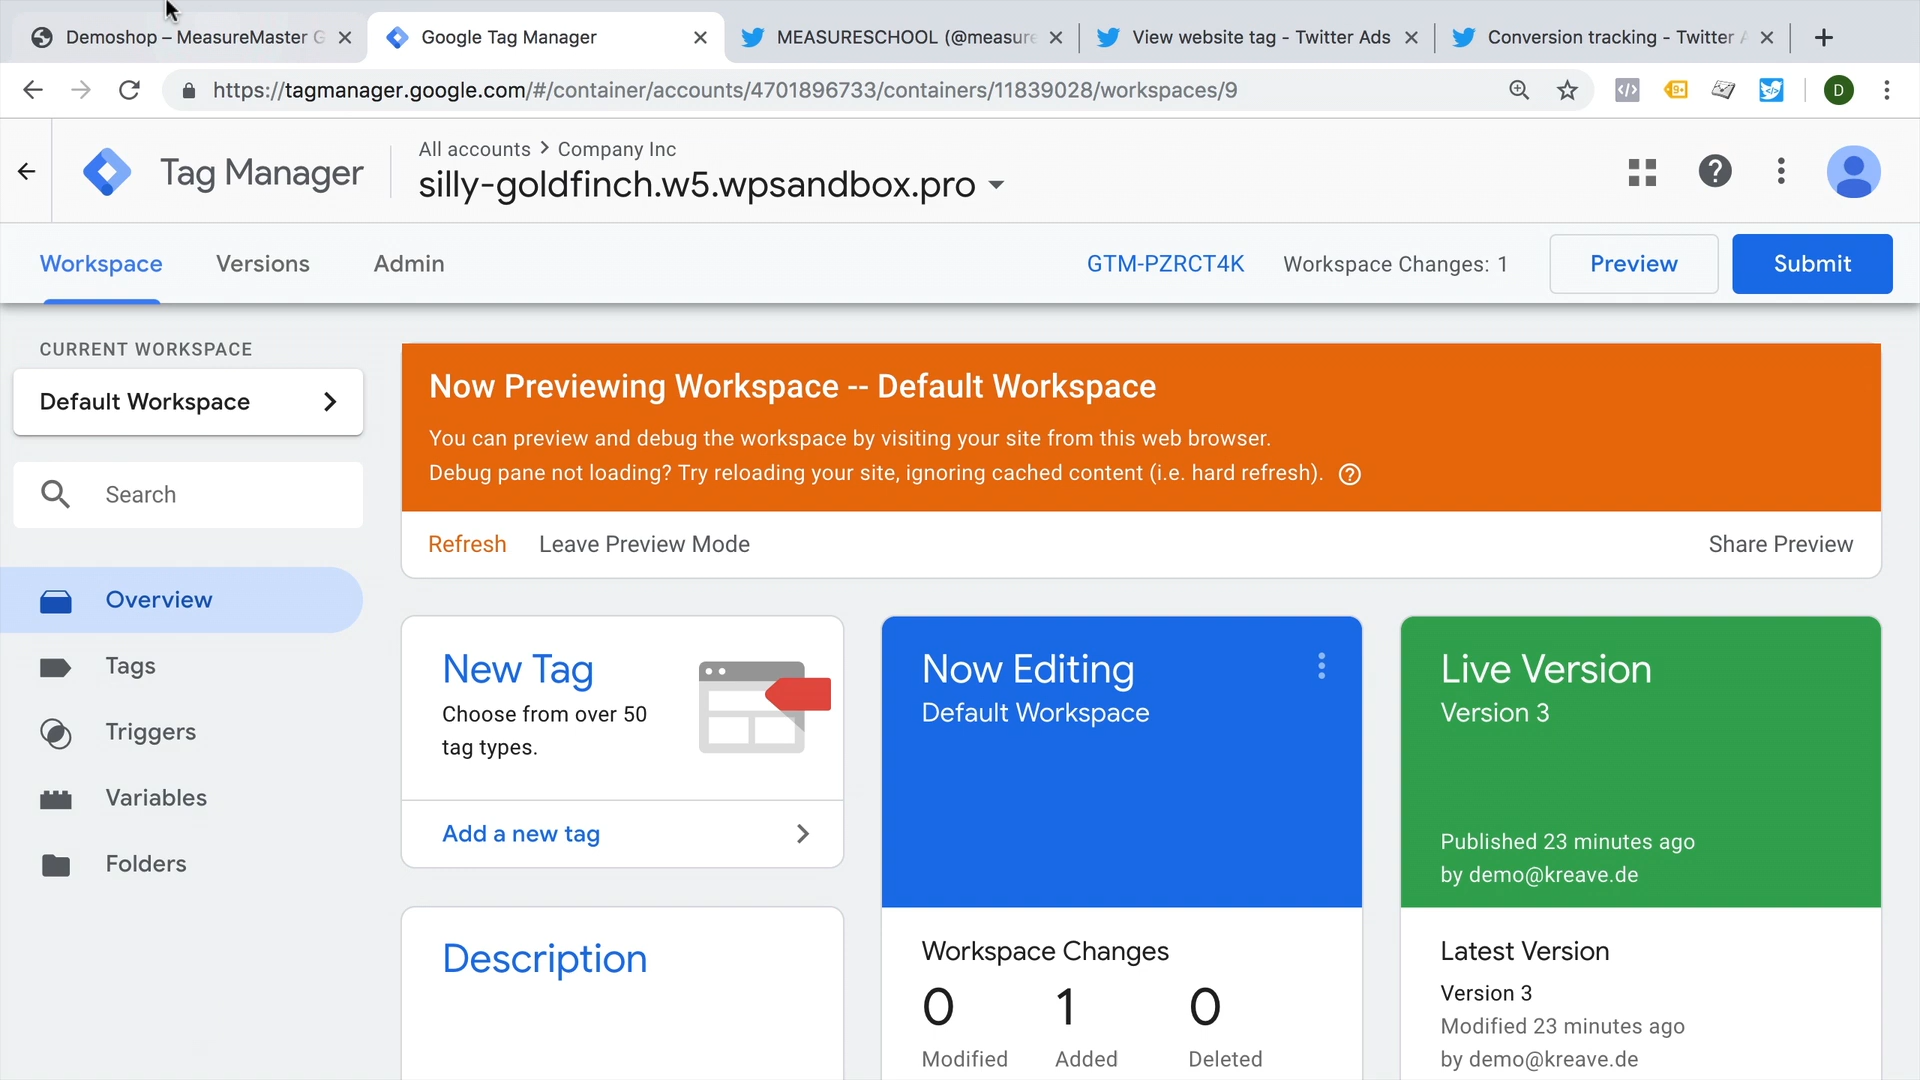 Demoshop – MeasureMaster G
Google Tag Manager
MEASURESCHOOL (@measure
View website tag - Twitter Ads
Conversion tracking - Twitter A
https://tagmanager.google.com/#/container/accounts/4701896733/containers/11839028/workspaces/9
9+
D
Tag Manager
All accounts > Company Inc
silly-goldfinch.w5.wpsandbox.pro
Workspace
Versions
Admin
GTM-PZRCT4K
Workspace Changes: 1
Preview
Submit
CURRENT WORKSPACE
Default Workspace
Search
Overview
Tags
Triggers
Variables
Folders
Now Previewing Workspace -- Default Workspace
You can preview and debug the workspace by visiting your site from this web browser.
Debug pane not loading? Try reloading your site, ignoring cached content (i.e. hard refresh).
Refresh
Leave Preview Mode
Share Preview
New Tag
Choose from over 50
tag types.
Add a new tag
Description
Now Editing
Default Workspace
Workspace Changes
0 1 0
Modified Added Deleted
Live Version
Version 3
Published 23 minutes ago
by demo@kreave.de
Latest Version
Version 3
Modified 23 minutes ago
by demo@kreave.de